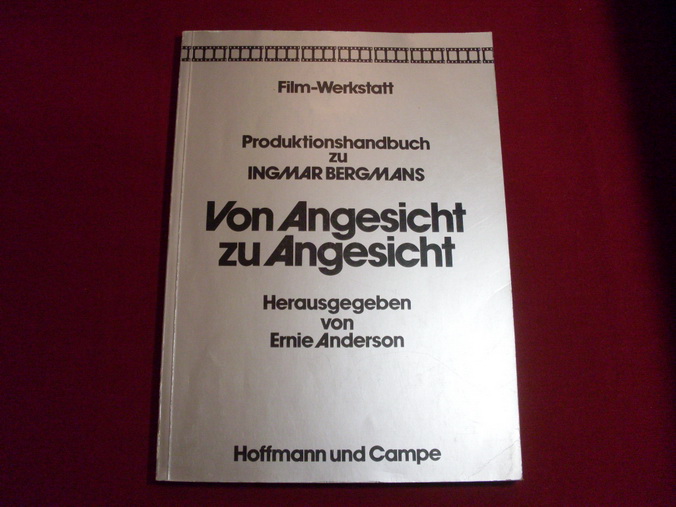 Film-Werkstatt
Produktionshandbuch
zu
INGMAR BERGMANS
Von Angesicht
zu Angesicht
Herausgegeben
von
Ernie Anderson
Hoffmann und Campe